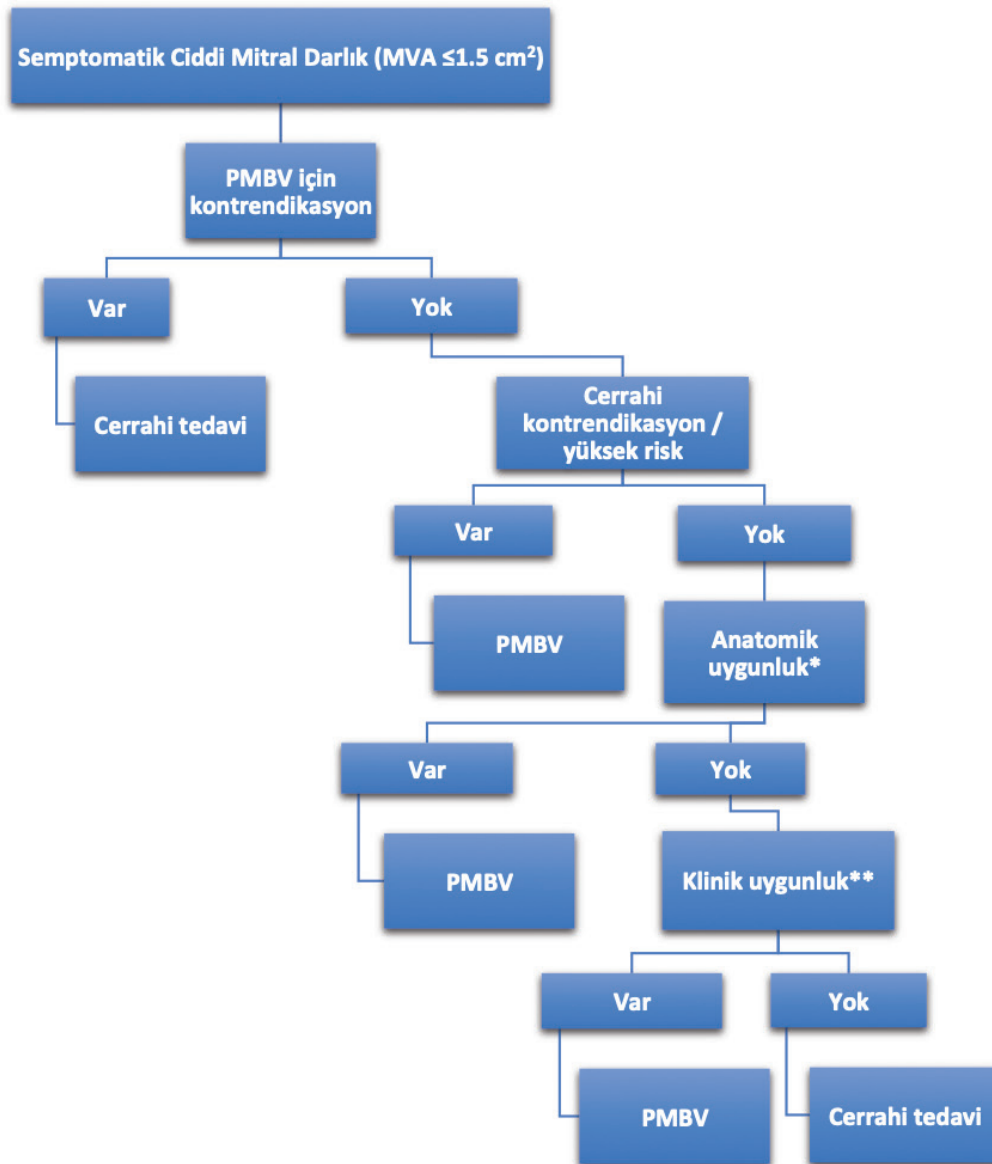 Semptomatik Ciddi Mitral Darlık (MVA ≤1.5 cm²)
PMBV için
kontrendikasyon
Var
Yok
Cerrahi tedavi
Cerrahi
kontrendikasyon /
yüksek risk
Var
Yok
PMBV
Anatomik
uygunluk*
Var
Yok
PMBV
Klinik uygunluk**
Var
Yok
PMBV
Cerrahi tedavi